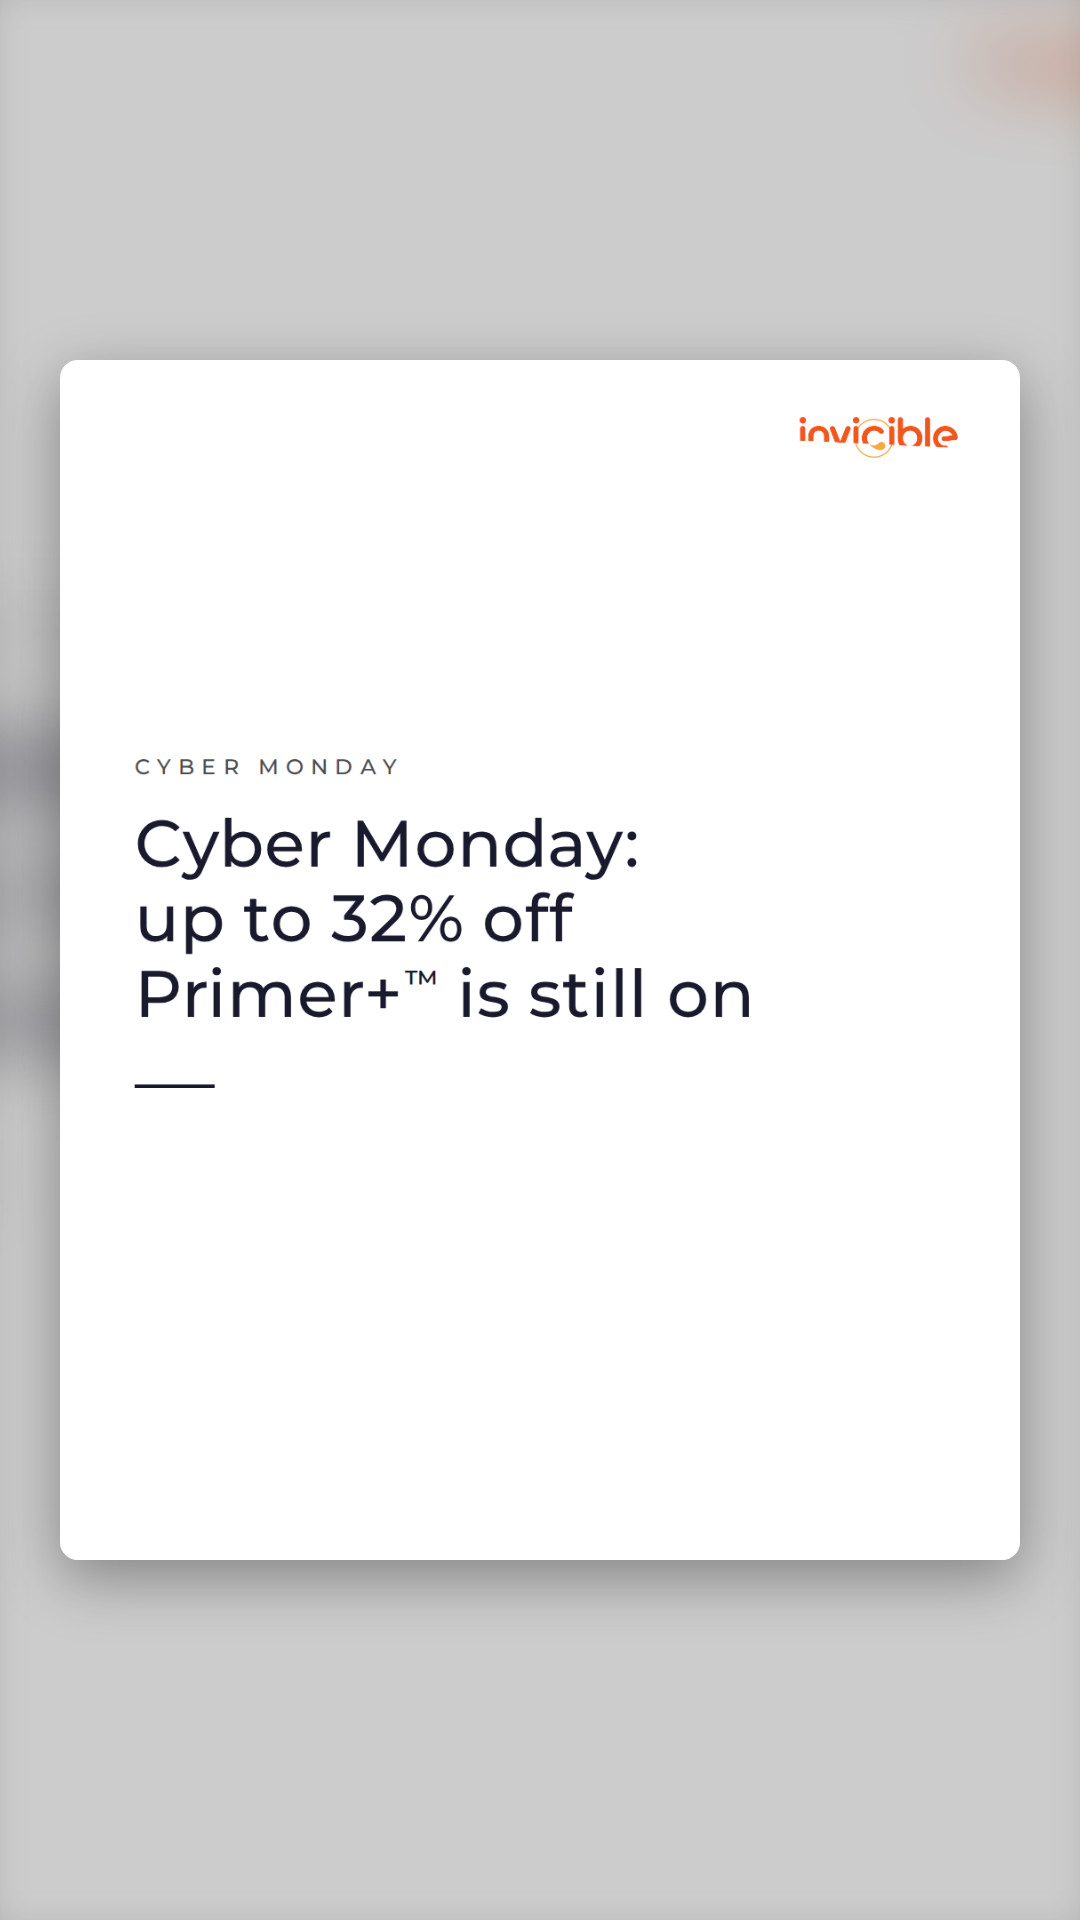 invicible
CYBER MONDAY
Cyber Monday:
up to 32% off
Primer+™ is still on